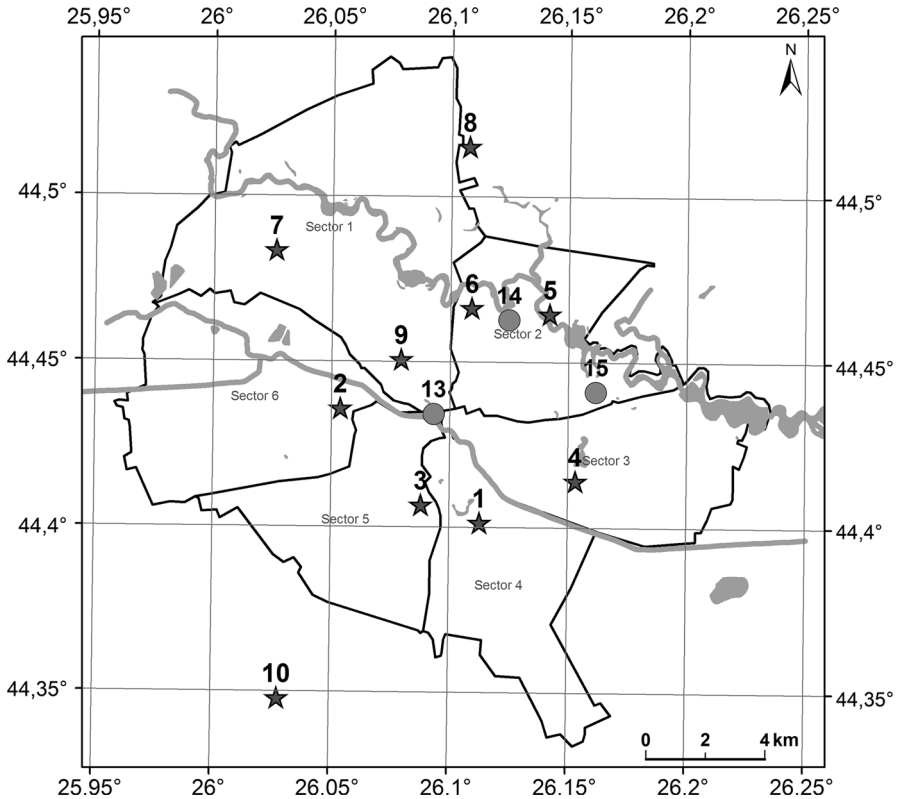 25,95° 26° 26,05° 26,1° 26,15° 26,2° 26,25°
N
8
44,5° 44,5°
7
Sector 1
6 14 5
Sector 2
9
44,45° 44,45°
15
2
Sector 6
13
4 Sector 3
3 1
Sector 5
44,4° 44,4°
Sector 4
10
44,35° 44,35°
0 2 4 km
25.95° 26° 26.05° 26.1° 26.15° 26.2° 26.25°